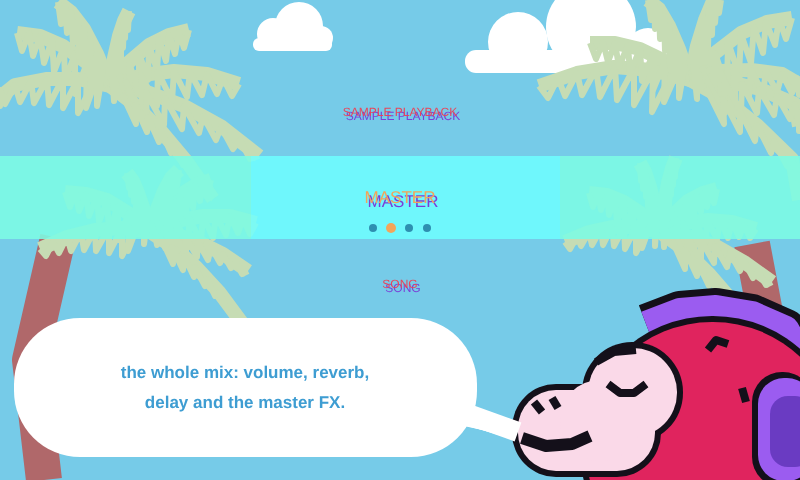 SAMPLE PLAYBACK
MASTER
SONG
the whole mix: volume, reverb,
delay and the master FX.